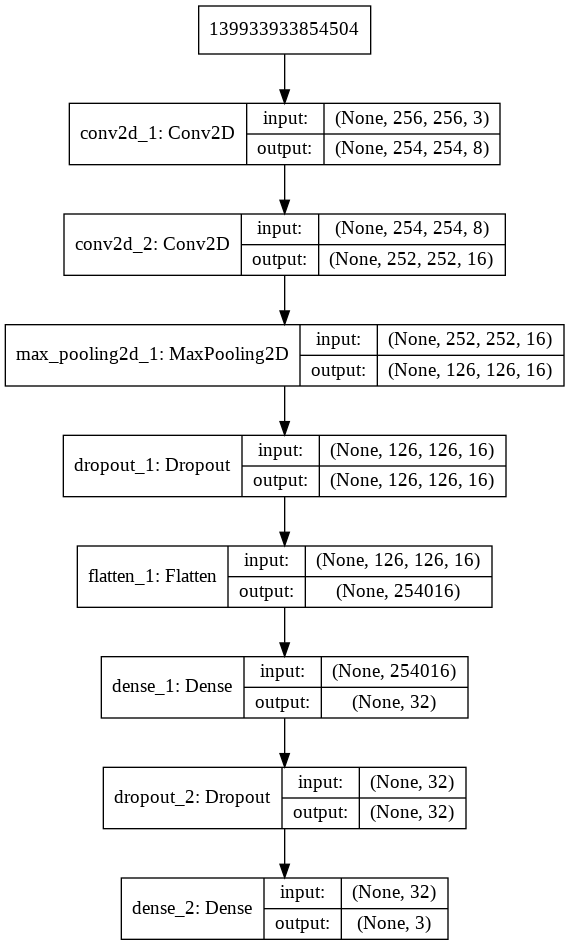 139933933854504
conv2d_1: Conv2D
input: (None, 256, 256, 3)
output: (None, 254, 254, 8)
conv2d_2: Conv2D
input: (None, 254, 254, 8)
output: (None, 252, 252, 16)
max_pooling2d_1: MaxPooling2D
input: (None, 252, 252, 16)
output: (None, 126, 126, 16)
dropout_1: Dropout
input: (None, 126, 126, 16)
output: (None, 126, 126, 16)
flatten_1: Flatten
input: (None, 126, 126, 16)
output: (None, 254016)
dense_1: Dense
input: (None, 254016)
output: (None, 32)
dropout_2: Dropout
input: (None, 32)
output: (None, 32)
dense_2: Dense
input: (None, 32)
output: (None, 3)